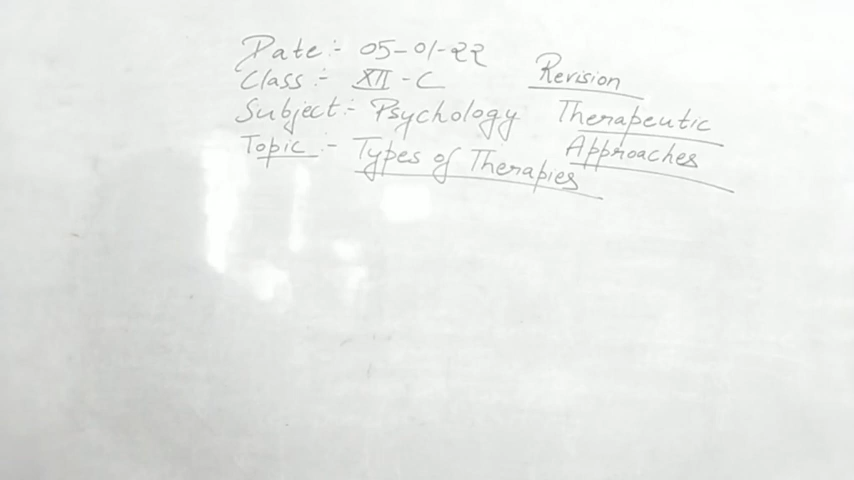 Date :- 05-01-22
Class :- XII - C
Subject :- Psychology
Topic :- Types of Therapies
Revision
Therapeutic
Approaches